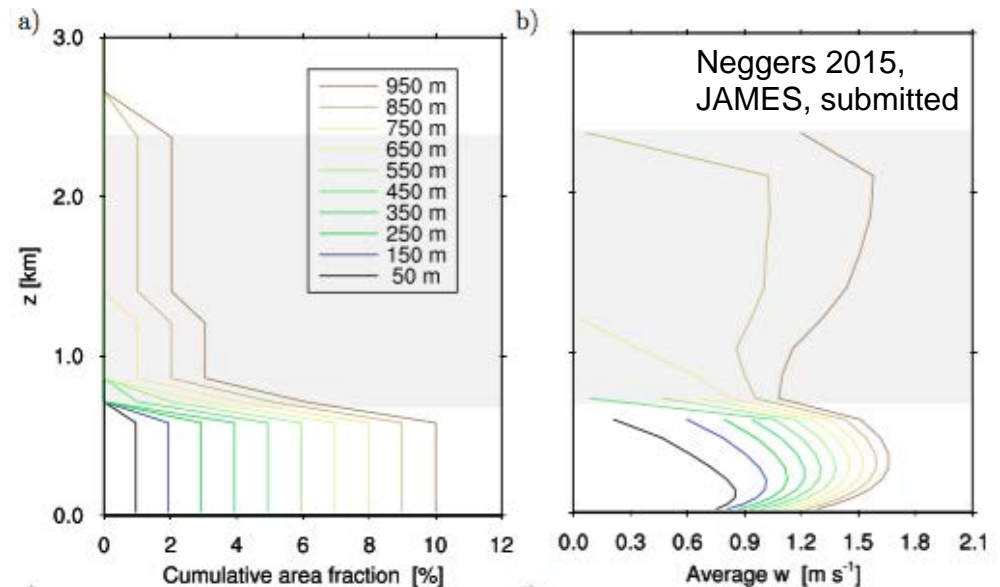 a)
3.0
2.0
1.0
0.0
z [km]
950 m
850 m
750 m
650 m
550 m
450 m
350 m
250 m
150 m
50 m
0 2 4 6 8 10 12
Cumulative area fraction [%]
b)
Neggers 2015,
JAMES, submitted
0.0 0.3 0.6 0.9 1.2 1.5 1.8 2.1
Average w [m s⁻¹]